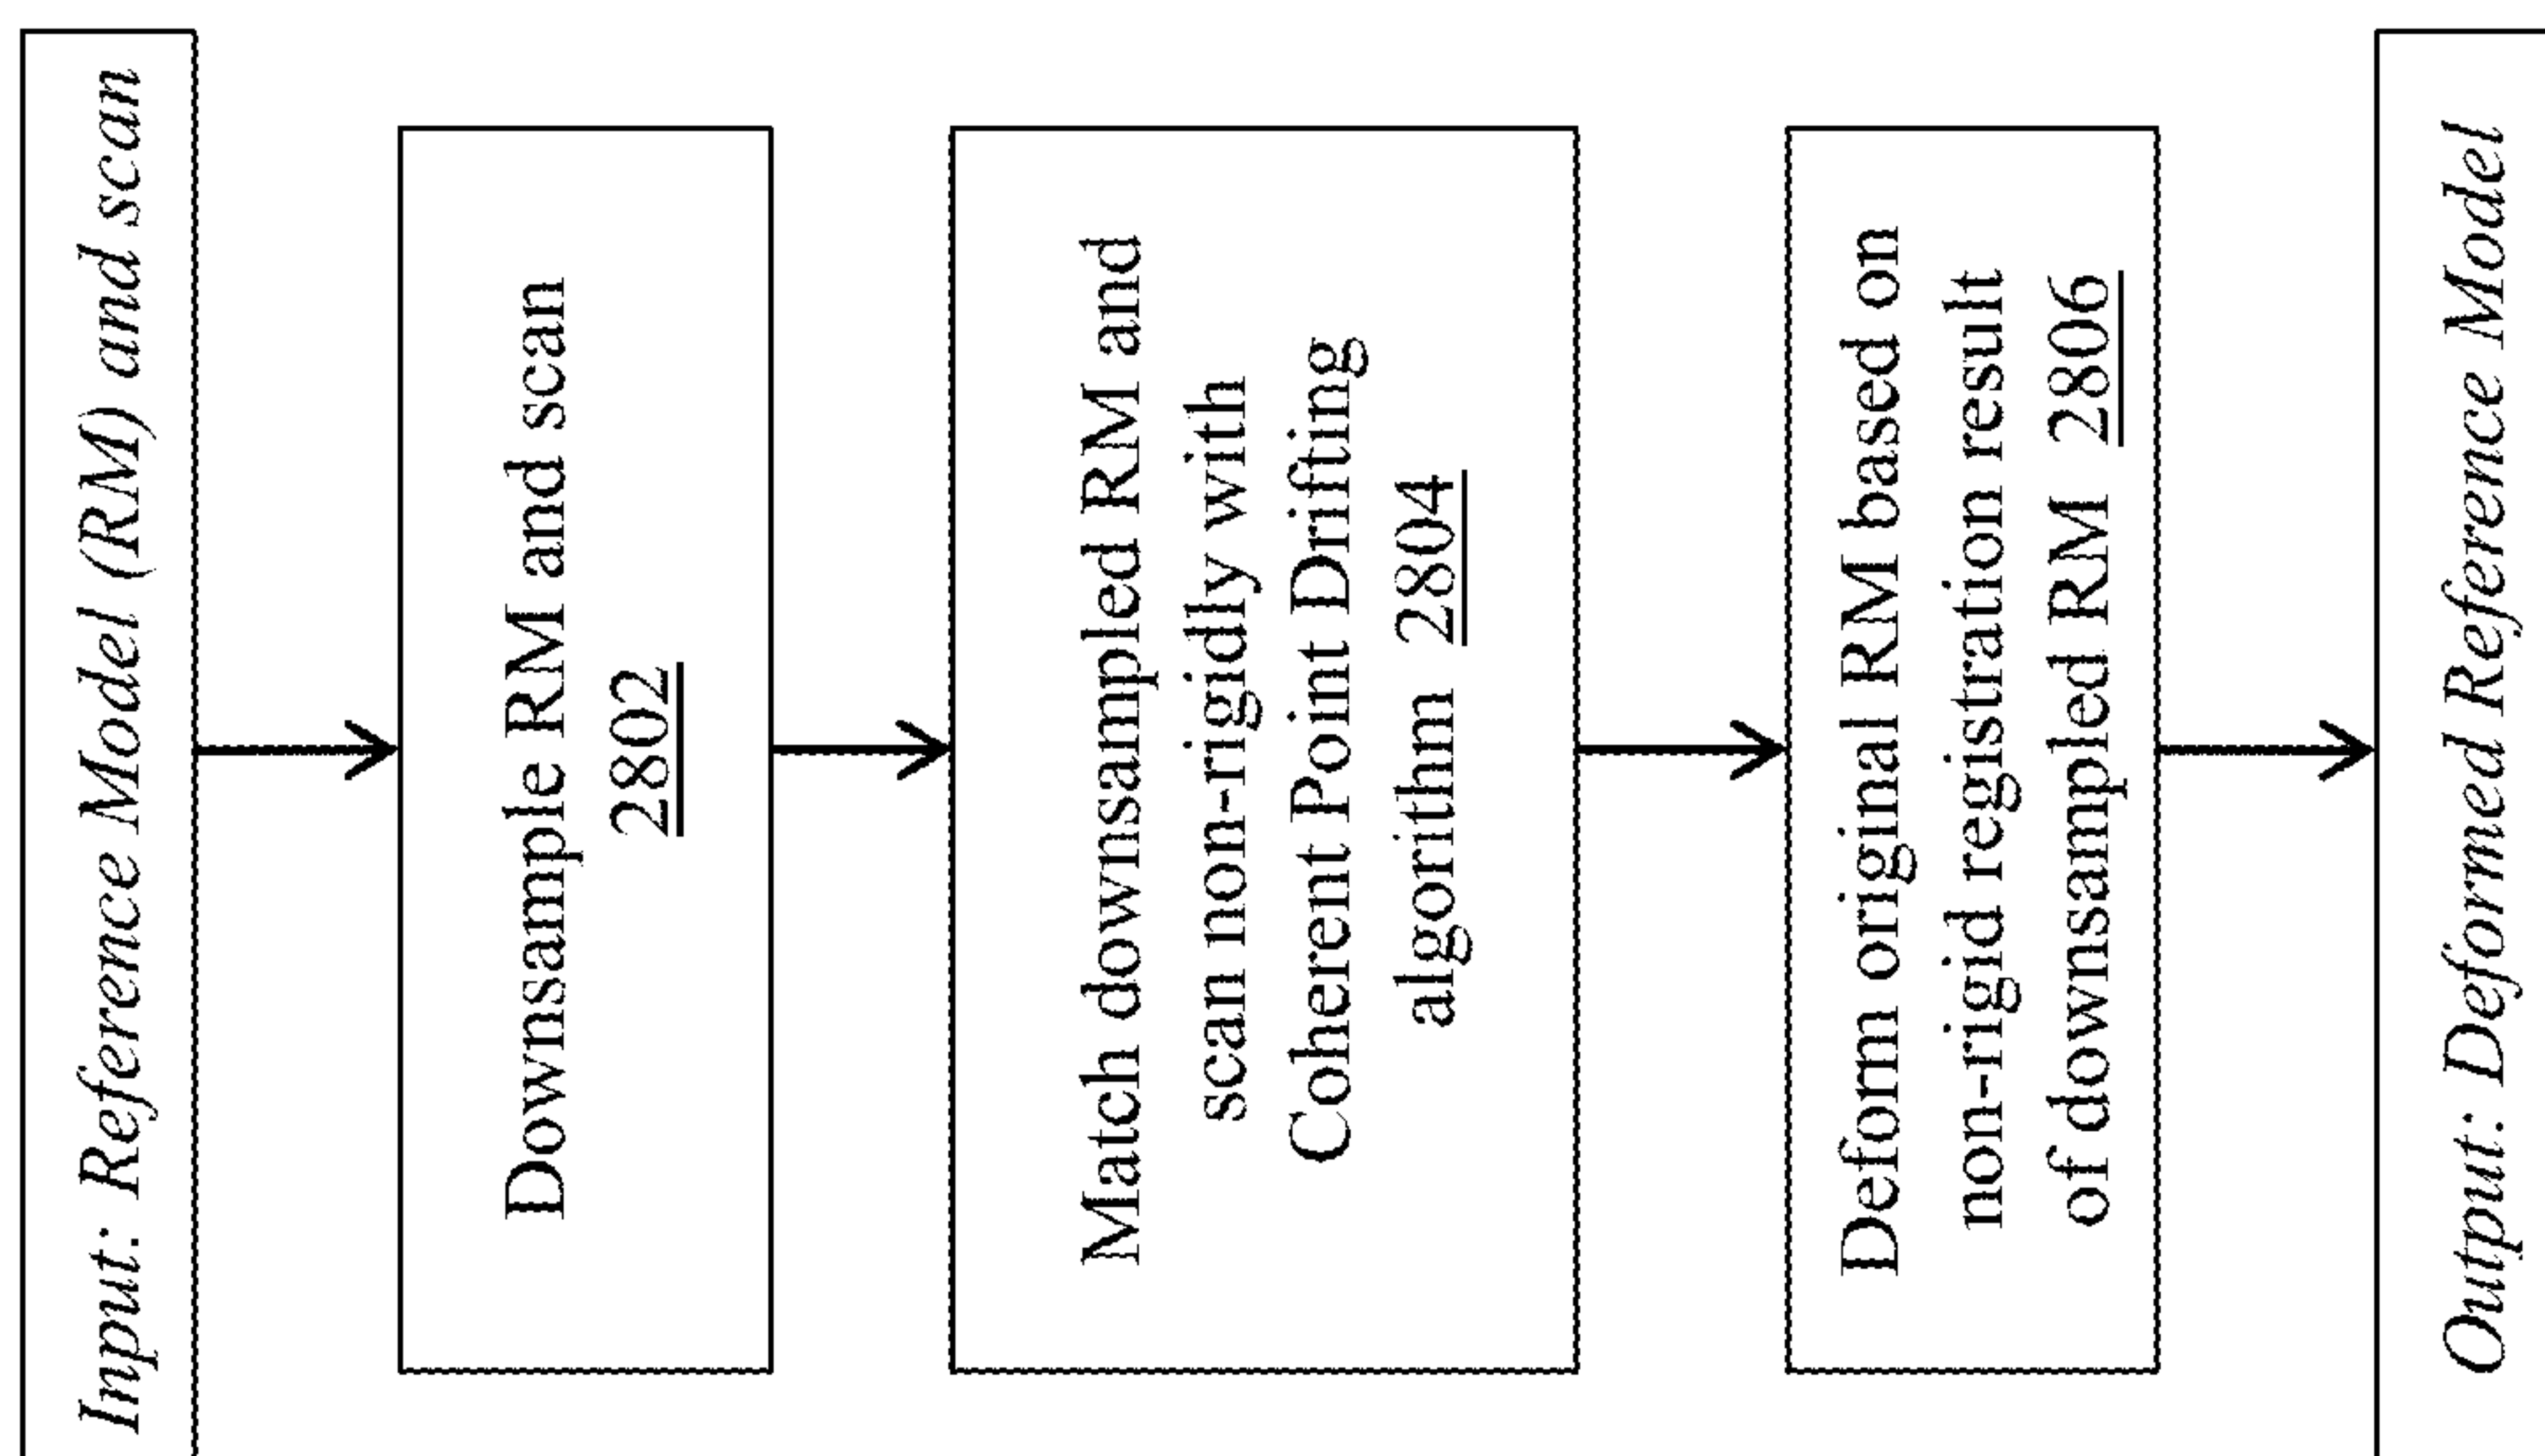 Input: Reference Model (RM) and scan
Downsample RM and scan
2802
Match downsampled RM and
scan non-rigidly with
Coherent Point Drifting
algorithm 2804
Deform original RM based on
non-rigid registration result
of downsampled RM 2806
Output: Deformed Reference Model